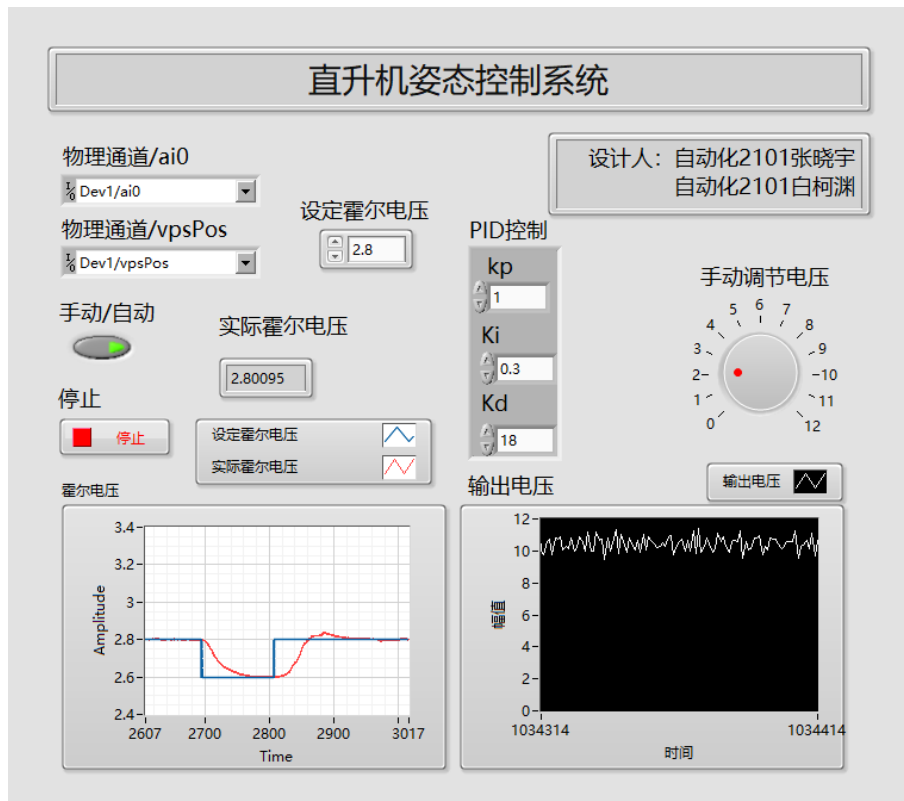 直升机姿态控制系统
设计人：自动化2101张晓宇
自动化2101白柯渊
物理通道/ai0
Dev1/ai0
物理通道/vpsPos
Dev1/vpsPos
设定霍尔电压
2.8
手动/自动
实际霍尔电压
2.80095
停止
停止
PID控制
kp
1
Ki
0.3
Kd
18
手动调节电压
0 1 2 3 4 5 6 7 8 9 10 11 12
设定霍尔电压
实际霍尔电压
霍尔电压
3.4
3.2
3
2.8
2.6
2.4
Amplitude
2607 2700 2800 2900 3017
Time
输出电压
输出电压
12
10
8
6
4
2
0
幅值
1034314 1034414
时间